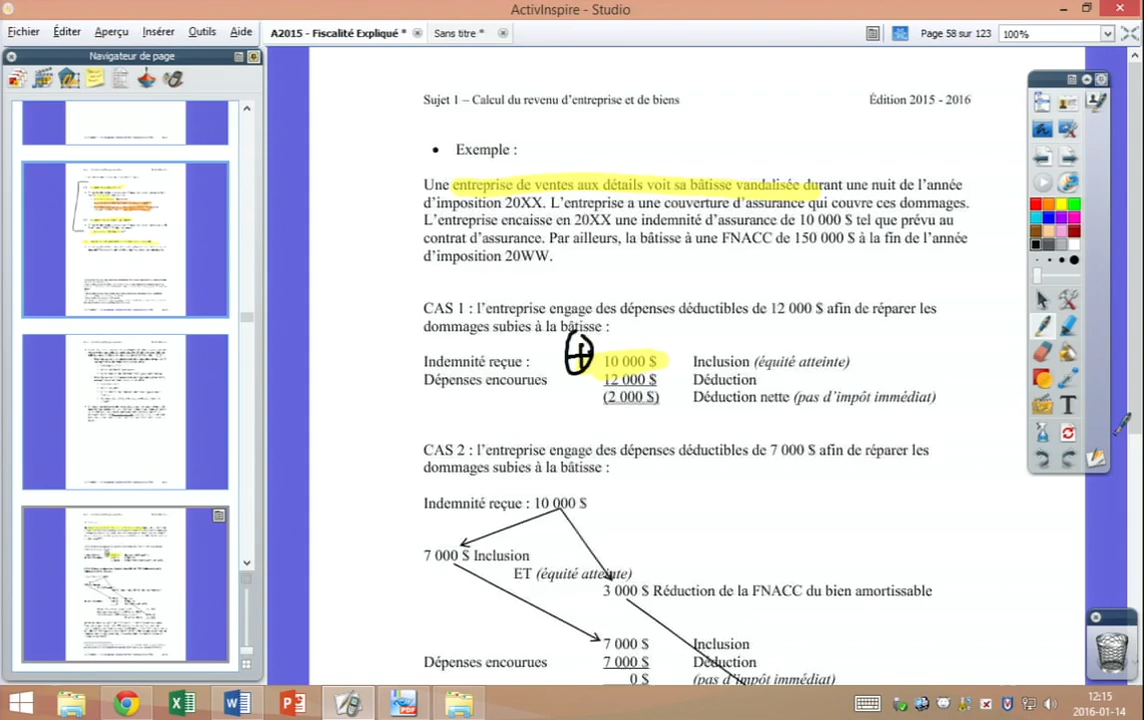 ActivInspire - Studio
Fichier Éditer Aperçu Insérer Outils Aide
A2015 - Fiscalité Expliqué * Sans titre * Page 58 sur 123 100%
Navigateur de page
Sujet 1 – Calcul du revenu d'entreprise et de biens Édition 2015 - 2016
• Exemple :
Une entreprise de ventes aux détails voit sa bâtisse vandalisée durant une nuit de l'année
d'imposition 20XX. L'entreprise a une couverture d'assurance qui couvre ces dommages.
L'entreprise encaisse en 20XX une indemnité d'assurance de 10 000 $ tel que prévu au
contrat d'assurance. Par ailleurs, la bâtisse à une FNACC de 150 000 $ à la fin de l'année
d'imposition 20WW.
CAS 1 : l'entreprise engage des dépenses déductibles de 12 000 $ afin de réparer les
dommages subies à la bâtisse :
Indemnité reçue : + 10 000 $ Inclusion (équité atteinte)
Dépenses encourues 12 000 $ Déduction
(2 000 $) Déduction nette (pas d'impôt immédiat)
CAS 2 : l'entreprise engage des dépenses déductibles de 7 000 $ afin de réparer les
dommages subies à la bâtisse :
Indemnité reçue : 10 000 $
7 000 $ Inclusion
ET (équité atteinte)
3 000 $ Réduction de la FNACC du bien amortissable
7 000 $ Inclusion
Dépenses encourues 7 000 $ Déduction
0 $ (pas d'impôt immédiat)
12:15
2016-01-14